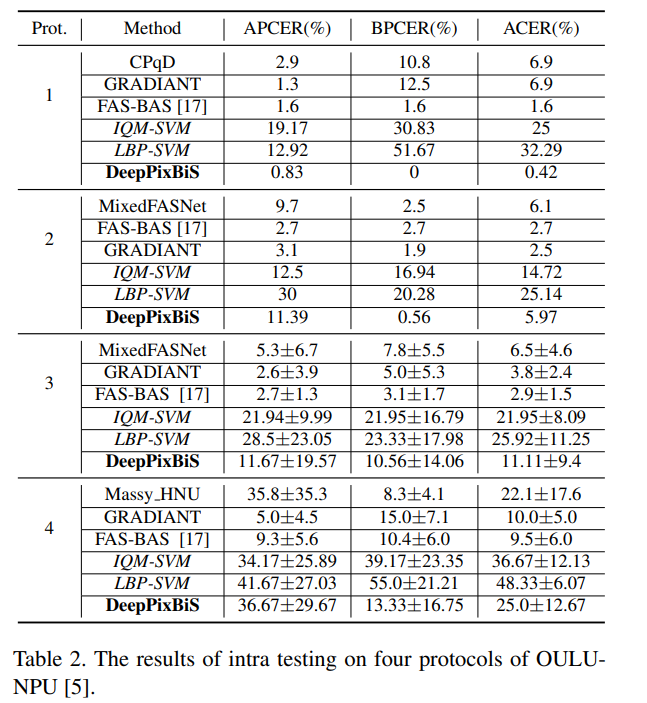 Prot. Method APCER(%) BPCER(%) ACER(%)
CPqD 2.9 10.8 6.9
GRADIANT 1.3 12.5 6.9
1
FAS-BAS [17] 1.6 1.6 1.6
IQM-SVM 19.17 30.83 25
LBP-SVM 12.92 51.67 32.29
DeepPixBiS 0.83 0 0.42
MixedFASNet 9.7 2.5 6.1
FAS-BAS [17] 2.7 2.7 2.7
2
GRADIANT 3.1 1.9 2.5
IQM-SVM 12.5 16.94 14.72
LBP-SVM 30 20.28 25.14
DeepPixBiS 11.39 0.56 5.97
MixedFASNet 5.3±6.7 7.8±5.5 6.5±4.6
GRADIANT 2.6±3.9 5.0±5.3 3.8±2.4
3
FAS-BAS [17] 2.7±1.3 3.1±1.7 2.9±1.5
IQM-SVM 21.94±9.99 21.95±16.79 21.95±8.09
LBP-SVM 28.5±23.05 23.33±17.98 25.92±11.25
DeepPixBiS 11.67±19.57 10.56±14.06 11.11±9.4
Massy_HNU 35.8±35.3 8.3±4.1 22.1±17.6
GRADIANT 5.0±4.5 15.0±7.1 10.0±5.0
4
FAS-BAS [17] 9.3±5.6 10.4±6.0 9.5±6.0
IQM-SVM 34.17±25.89 39.17±23.35 36.67±12.13
LBP-SVM 41.67±27.03 55.0±21.21 48.33±6.07
DeepPixBiS 36.67±29.67 13.33±16.75 25.0±12.67
Table 2. The results of intra testing on four protocols of OULU-
NPU [5].